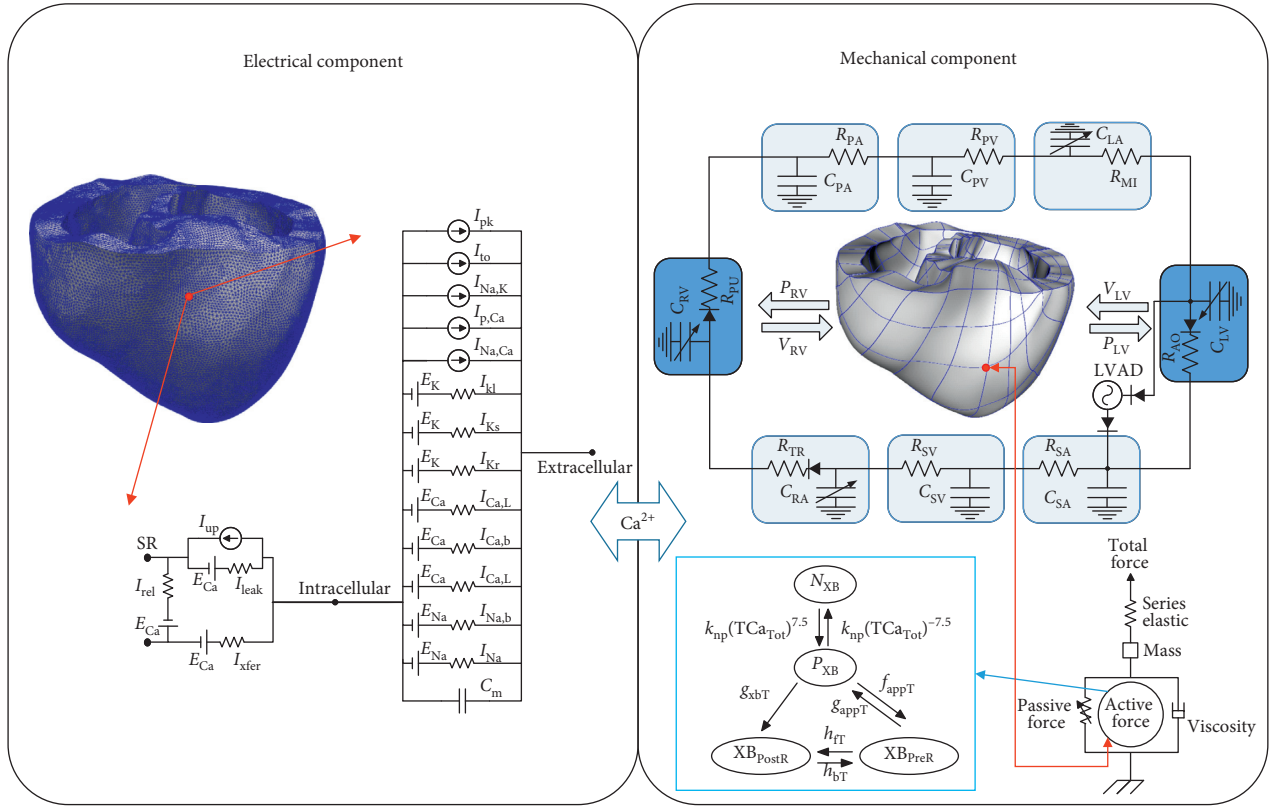 Electrical component
I_pk
I_to
I_Na,K
I_p,Ca
I_Na,Ca
E_K I_kl
E_K I_Ks
E_K I_Kr
E_Ca I_Ca,L
E_Ca I_Ca,b
E_Ca I_Ca,L
E_Na I_Na,b
E_Na I_Na
C_m
Extracellular
Intracellular
SR
I_up
E_Ca I_leak
I_rel
E_Ca
E_Ca I_xfer
Ca²⁺
Mechanical component
R_PA
C_PA
R_PV
C_PV
C_LA
R_MI
C_RV
R_PU
P_RV
V_RV
V_LV
P_LV
R_AO
C_LV
LVAD
R_TR
C_RA
R_SV
C_SV
R_SA
C_SA
N_XB
k_np(TCa_Tot)^7.5
k_np(TCa_Tot)^−7.5
P_XB
g_xbT
f_appT
g_appT
h_fT
XB_PostR
XB_PreR
h_bT
Total
force
Series
elastic
Mass
Passive
force
Active
force
Viscosity